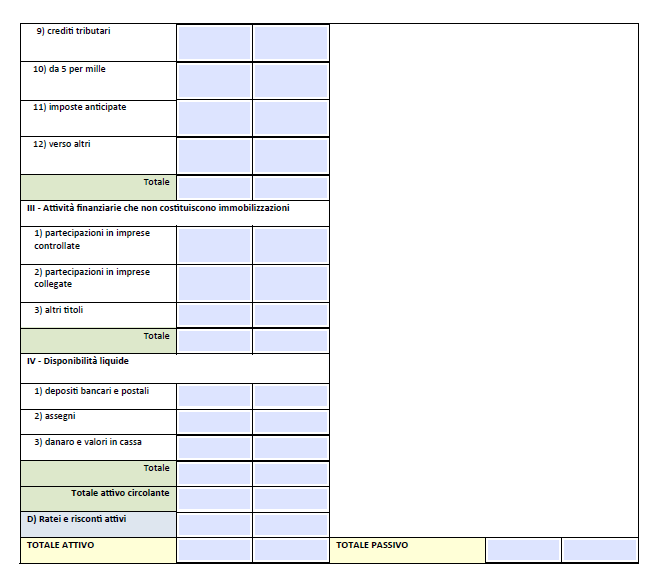 9) crediti tributari
10) da 5 per mille
11) imposte anticipate
12) verso altri
Totale
III - Attività finanziarie che non costituiscono immobilizzazioni
1) partecipazioni in imprese
controllate
2) partecipazioni in imprese
collegate
3) altri titoli
Totale
IV - Disponibilità liquide
1) depositi bancari e postali
2) assegni
3) danaro e valori in cassa
Totale
Totale attivo circolante
D) Ratei e risconti attivi
TOTALE ATTIVO TOTALE PASSIVO